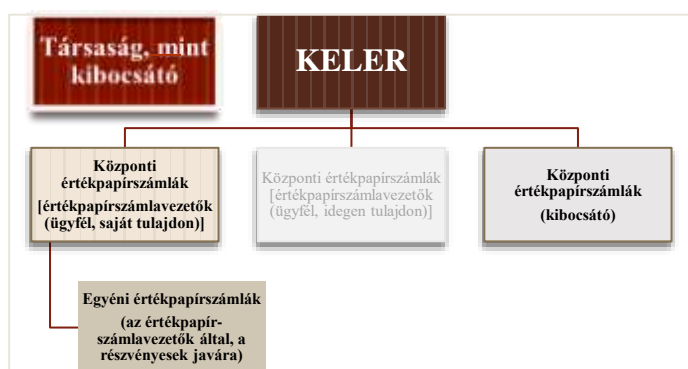 Társaság, mint
kibocsátó
KELER
Központi
értékpapírszámlák
[értékpapírszámlavezetők
(ügyfél, saját tulajdon)]
Központi értékpapírszámlák
[értékpapírszámlavezetők
(ügyfél, idegen tulajdon)]
Központi
értékpapírszámlák
(kibocsátó)
Egyéni értékpapírszámlák
(az értékpapír-
számlavezetők által, a
részvényesek javára)